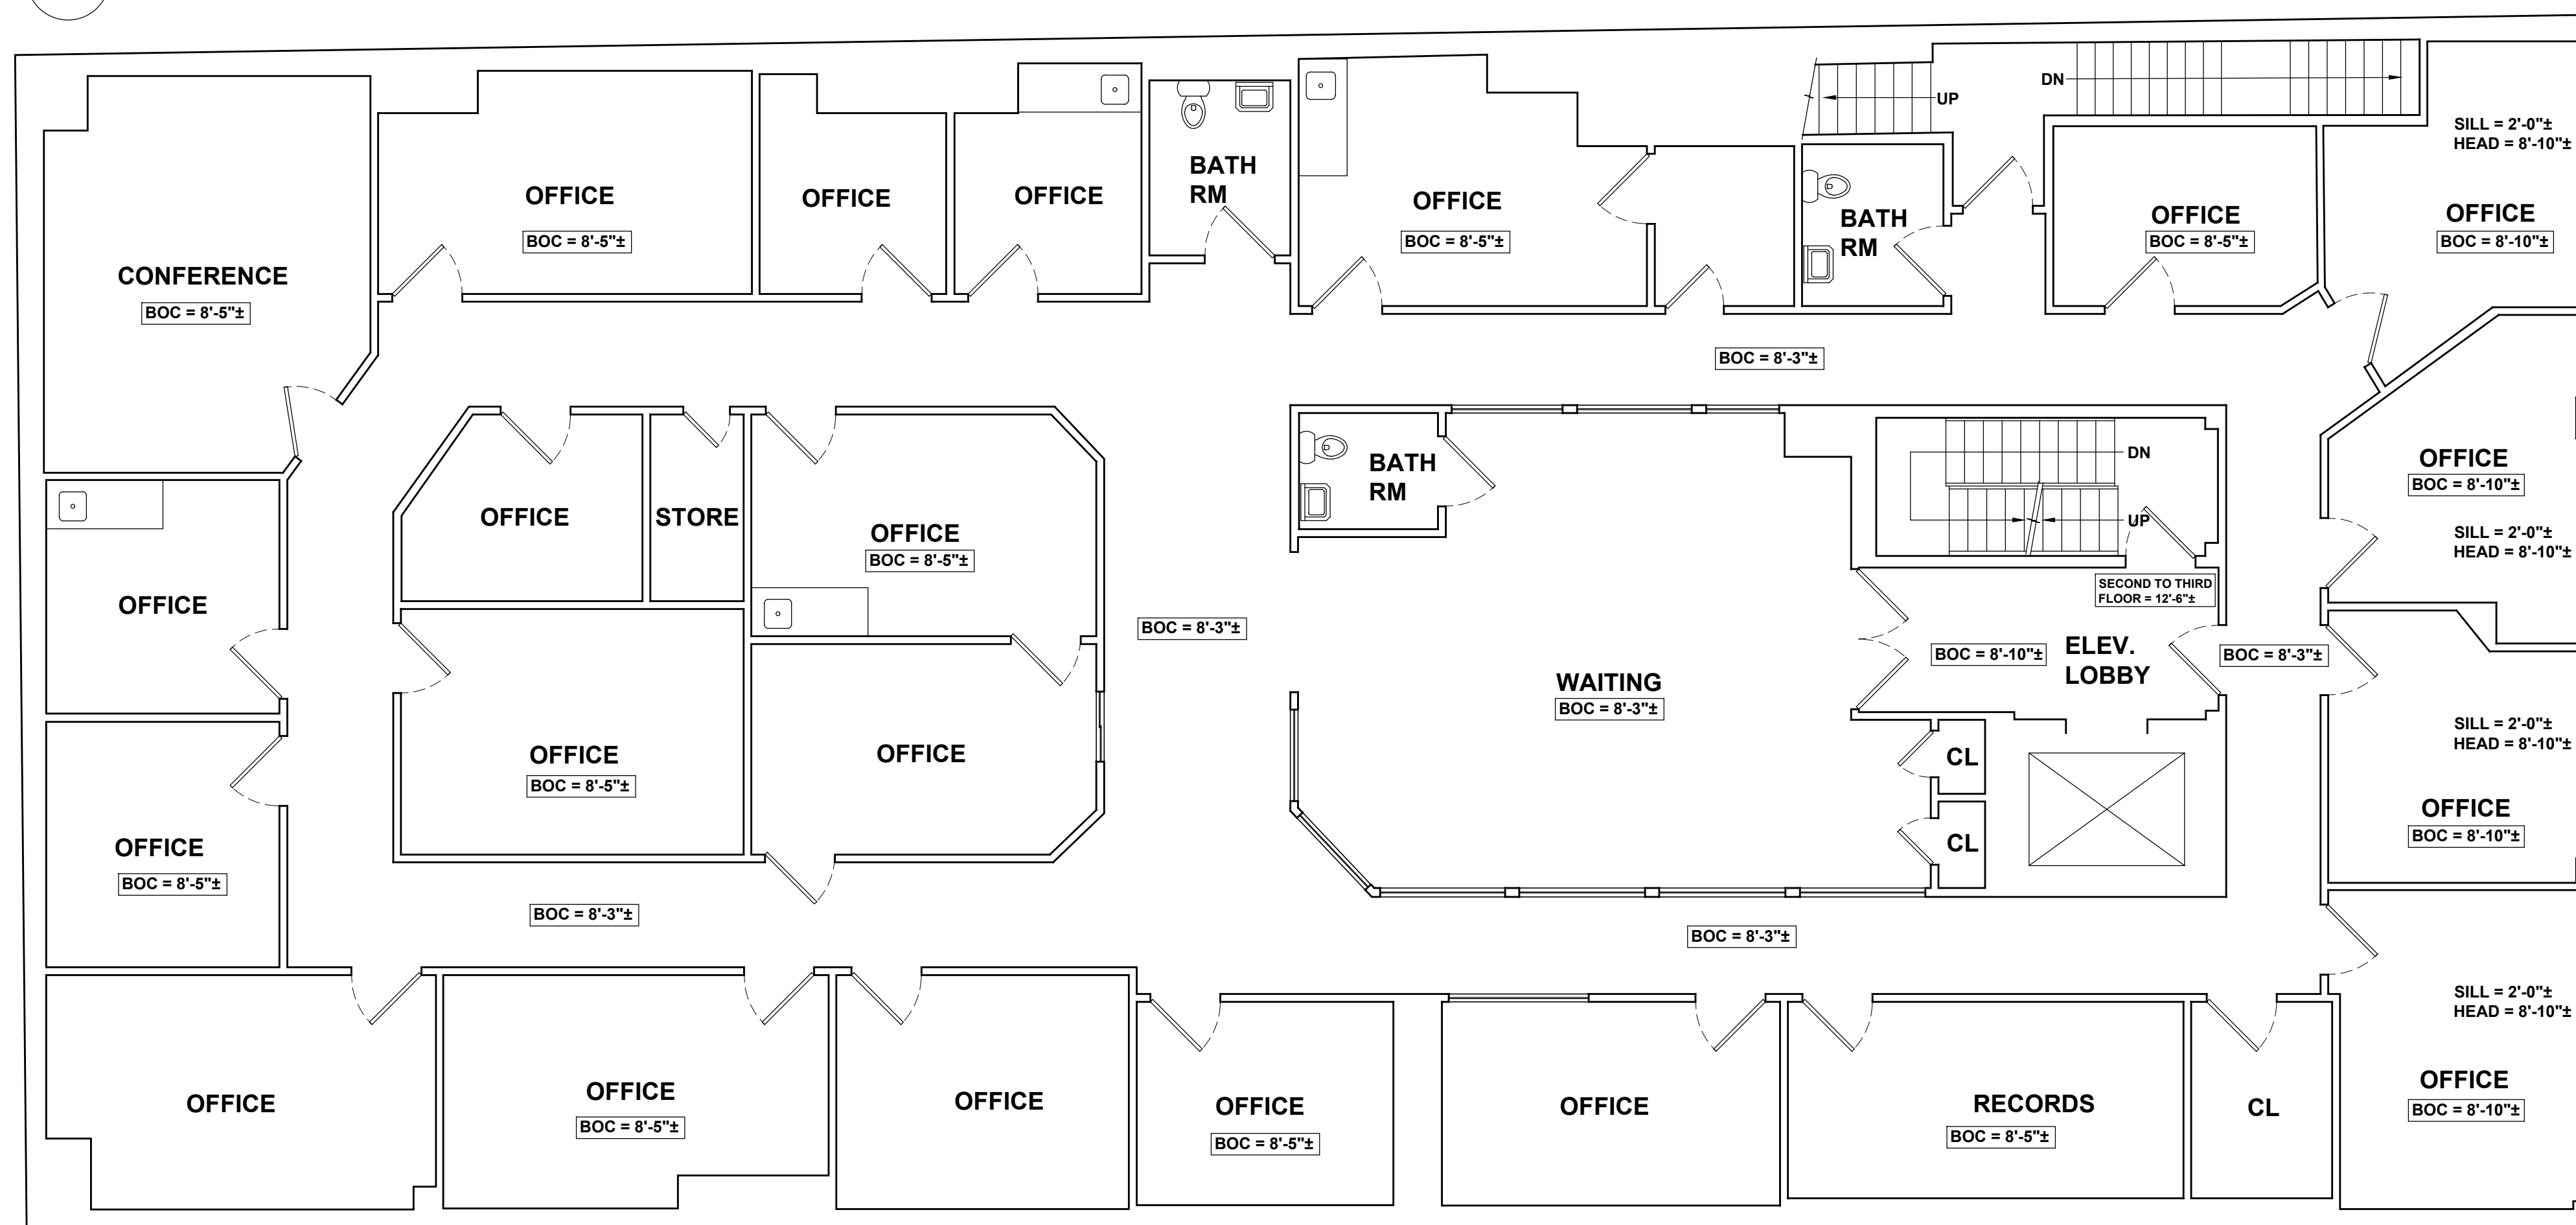 UP
DN
SILL = 2'-0"±
HEAD = 8'-10"±
CONFERENCE
BOC = 8'-5"±
OFFICE
BOC = 8'-5"±
OFFICE
OFFICE
BATH
RM
OFFICE
BOC = 8'-5"±
BATH
RM
OFFICE
BOC = 8'-5"±
OFFICE
BOC = 8'-10"±
BOC = 8'-3"±
OFFICE
STORE
OFFICE
BOC = 8'-5"±
BATH
RM
DN
UP
OFFICE
BOC = 8'-10"±
SILL = 2'-0"±
HEAD = 8'-10"±
SECOND TO THIRD
FLOOR = 12'-6"±
OFFICE
BOC = 8'-3"±
WAITING
BOC = 8'-3"±
BOC = 8'-10"±
ELEV.
LOBBY
BOC = 8'-3"±
OFFICE
BOC = 8'-5"±
OFFICE
CL
CL
SILL = 2'-0"±
HEAD = 8'-10"±
OFFICE
BOC = 8'-10"±
OFFICE
BOC = 8'-5"±
BOC = 8'-3"±
BOC = 8'-3"±
SILL = 2'-0"±
HEAD = 8'-10"±
OFFICE
OFFICE
BOC = 8'-5"±
OFFICE
OFFICE
BOC = 8'-5"±
OFFICE
RECORDS
BOC = 8'-5"±
CL
OFFICE
BOC = 8'-10"±